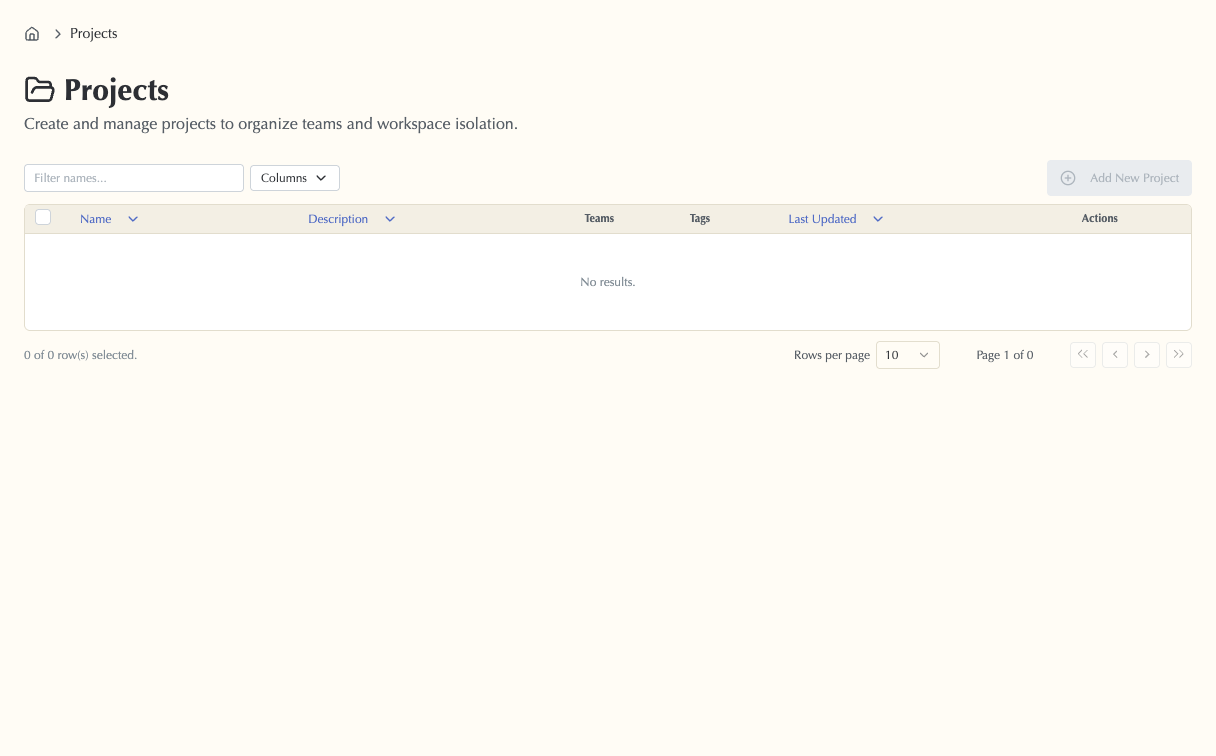 Projects
Projects
Create and manage projects to organize teams and workspace isolation.
Filter names...
Columns
Add New Project
Name Description Teams Tags Last Updated Actions
No results.
0 of 0 row(s) selected.
Rows per page 10 Page 1 of 0